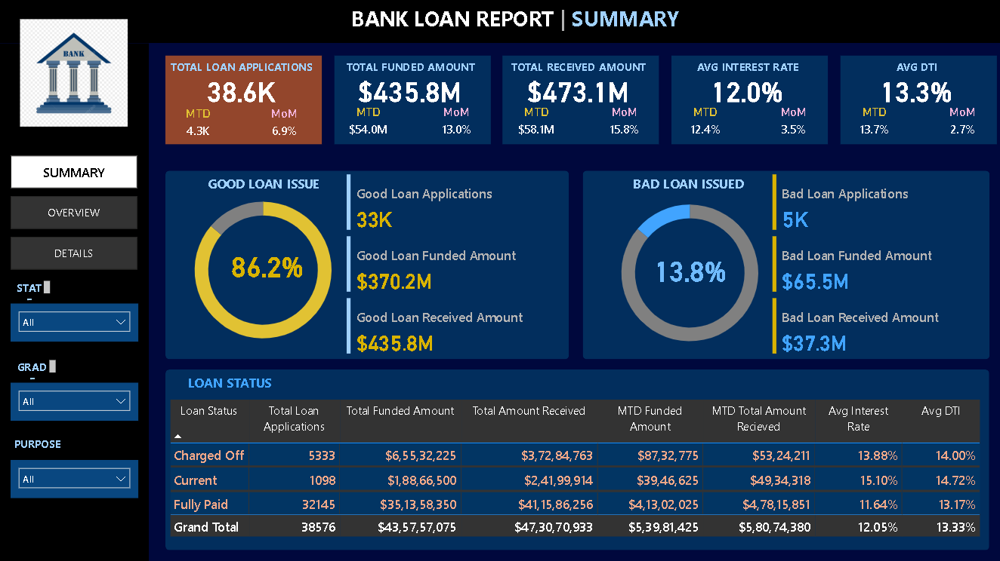 BANK LOAN REPORT | SUMMARY
BANK
SUMMARY
OVERVIEW
DETAILS
STAT
All
GRAD
All
PURPOSE
All
TOTAL LOAN APPLICATIONS
38.6K
MTD MoM
4.3K 6.9%
TOTAL FUNDED AMOUNT
$435.8M
MTD MoM
$54.0M 13.0%
TOTAL RECEIVED AMOUNT
$473.1M
MTD MoM
$58.1M 15.8%
AVG INTEREST RATE
12.0%
MTD MoM
12.4% 3.5%
AVG DTI
13.3%
MTD MoM
13.7% 2.7%
GOOD LOAN ISSUE
86.2%
Good Loan Applications
33K
Good Loan Funded Amount
$370.2M
Good Loan Received Amount
$435.8M
BAD LOAN ISSUED
13.8%
Bad Loan Applications
5K
Bad Loan Funded Amount
$65.5M
Bad Loan Received Amount
$37.3M
LOAN STATUS
Loan Status Total Loan Total Funded Amount Total Amount Received MTD Funded MTD Total Amount Avg Interest Avg DTI
Applications Amount Recieved Rate
Charged Off 5333 $6,55,32,225 $3,72,84,763 $87,32,775 $53,24,211 13.88% 14.00%
Current 1098 $1,88,66,500 $2,41,99,914 $39,46,625 $49,34,318 15.10% 14.72%
Fully Paid 32145 $35,13,58,350 $41,15,86,256 $4,13,02,025 $4,78,15,851 11.64% 13.17%
Grand Total 38576 $43,57,57,075 $47,30,70,933 $5,39,81,425 $5,80,74,380 12.05% 13.33%